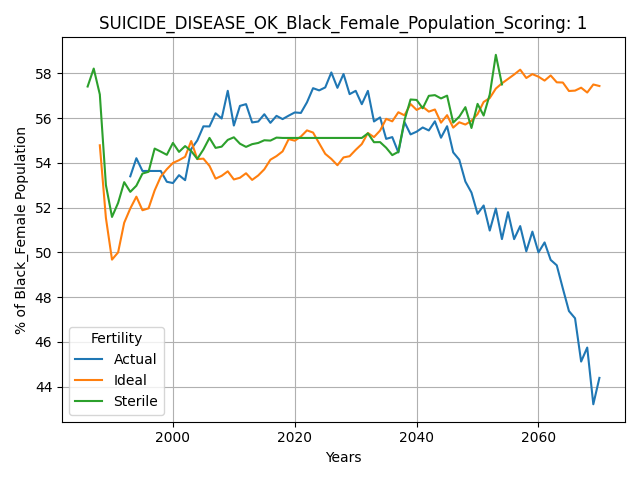 SUICIDE_DISEASE_OK_Black_Female_Population_Scoring: 1
% of Black_Female Population
58
56
54
52
50
48
46
44
Fertility
Actual
Ideal
Sterile
2000 2020 2040 2060
Years